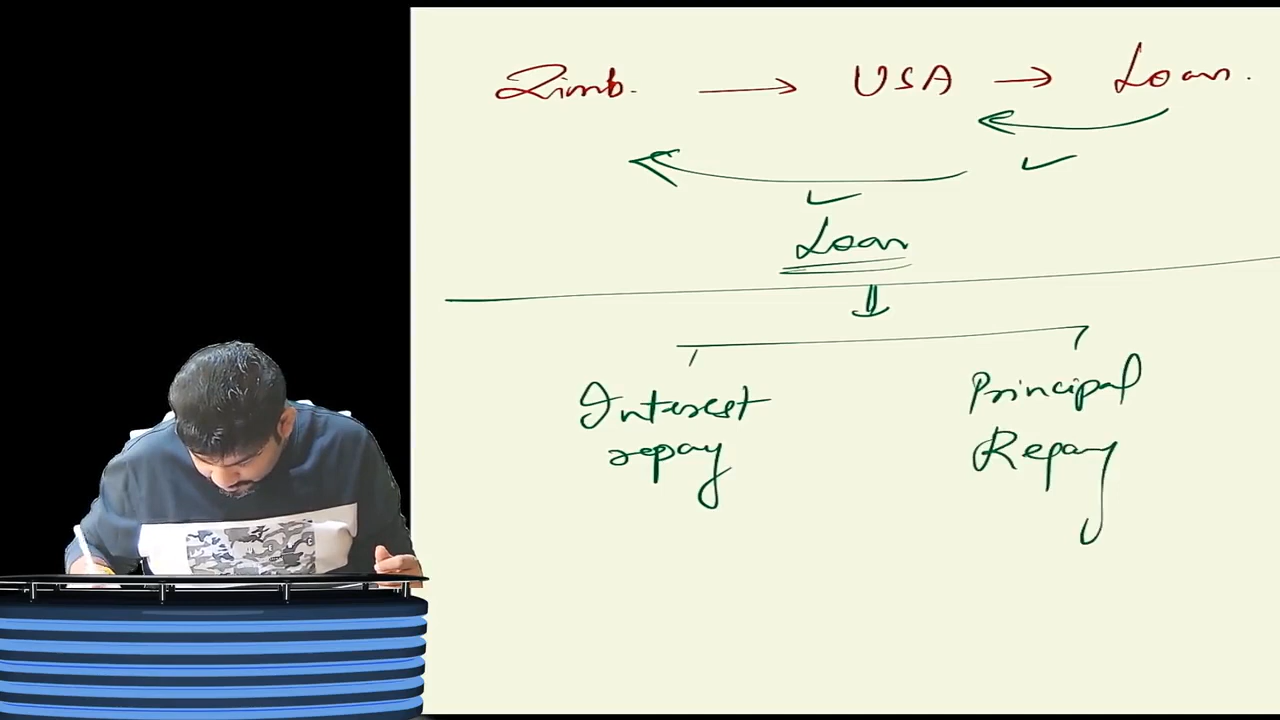 Zimb. → USA → Loan.
Loan
Interest Principal
repay Repay